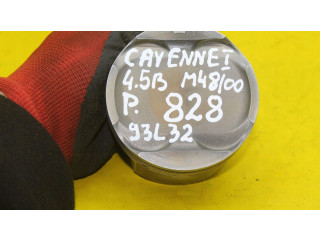 CAYENNE I
4.5B M48/00
P. 828
93L32